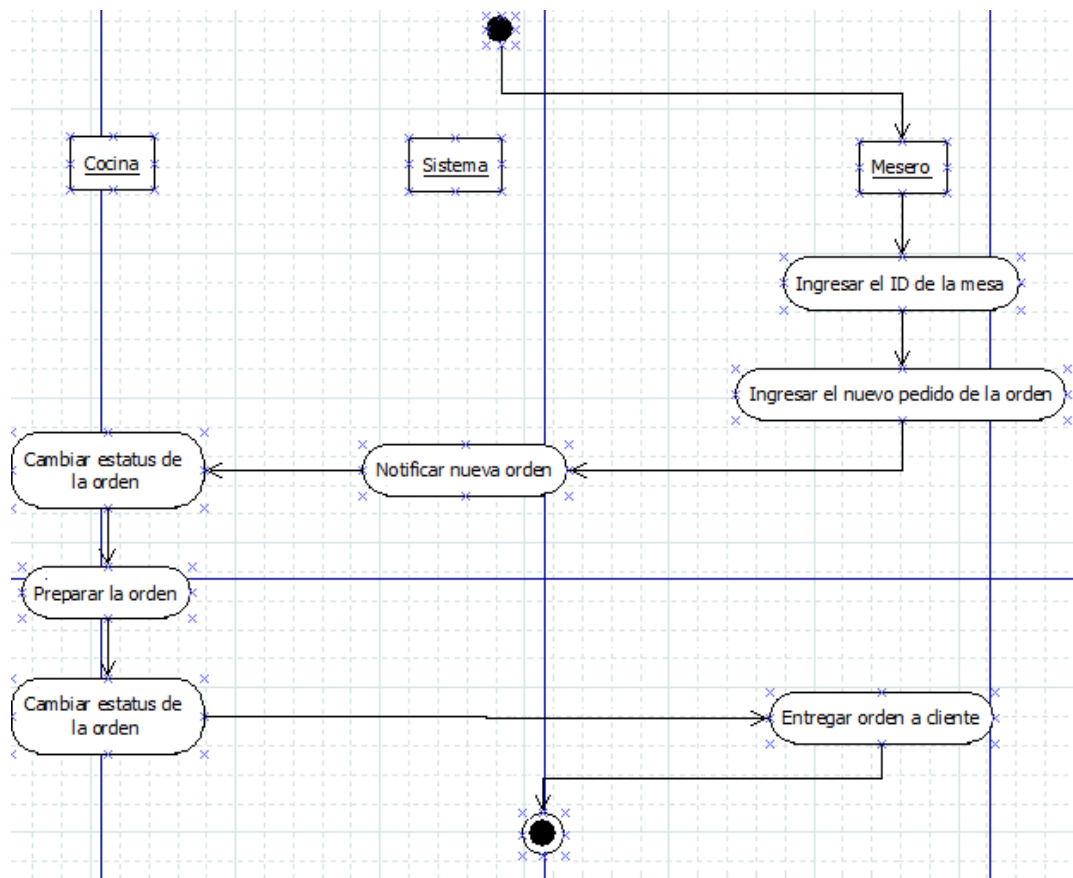 Cocina
Sistema
Mesero
Ingresar el ID de la mesa
Ingresar el nuevo pedido de la orden
Cambiar estatus de
la orden
Notificar nueva orden
Preparar la orden
Cambiar estatus de
la orden
Entregar orden a cliente